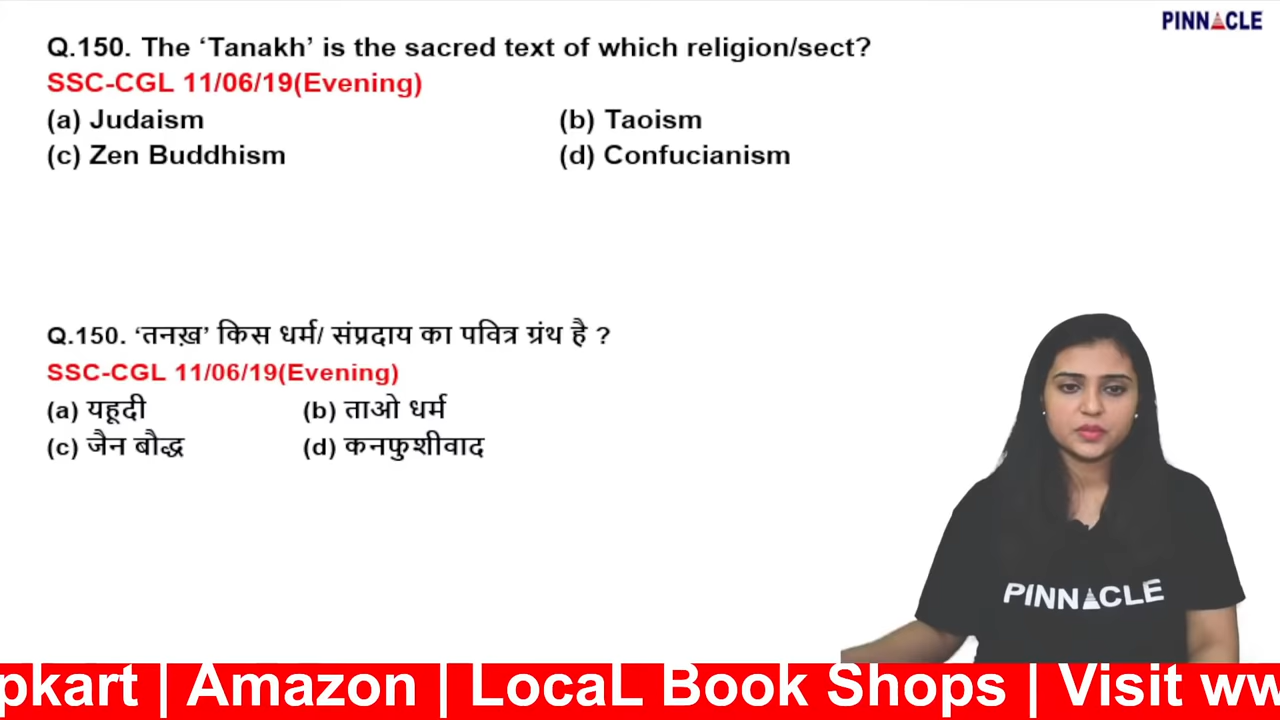 PINNACLE
Q.150. The ‘Tanakh’ is the sacred text of which religion/sect?
SSC-CGL 11/06/19(Evening)
(a) Judaism (b) Taoism
(c) Zen Buddhism (d) Confucianism
Q.150. ‘तनख़’ किस धर्म/ संप्रदाय का पवित्र ग्रंथ है ?
SSC-CGL 11/06/19(Evening)
(a) यहूदी (b) ताओ धर्म
(c) जैन बौद्ध (d) कनफुशीवाद
PINNACLE
pkart | Amazon | LocaL Book Shops | Visit ww